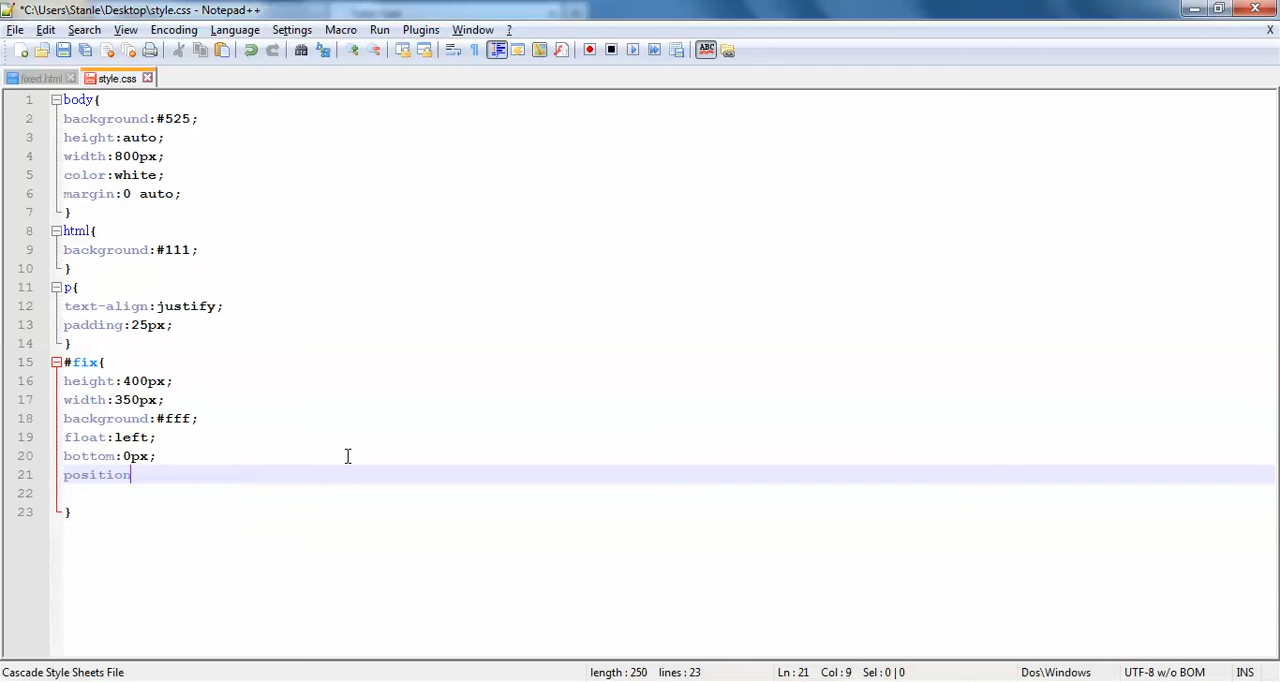 *C:\Users\Stanle\Desktop\style.css - Notepad++
File Edit Search View Encoding Language Settings Macro Run Plugins Window ? X
fixed.html style.css
1 body{
2 background:#525;
3 height:auto;
4 width:800px;
5 color:white;
6 margin:0 auto;
7 }
8 html{
9 background:#111;
10 }
11 p{
12 text-align:justify;
13 padding:25px;
14 }
15 #fix{
16 height:400px;
17 width:350px;
18 background:#fff;
19 float:left;
20 bottom:0px;
21 position
22
23 }
Cascade Style Sheets File length : 250 lines : 23 Ln : 21 Col : 9 Sel : 0 | 0 Dos\Windows UTF-8 w/o BOM INS